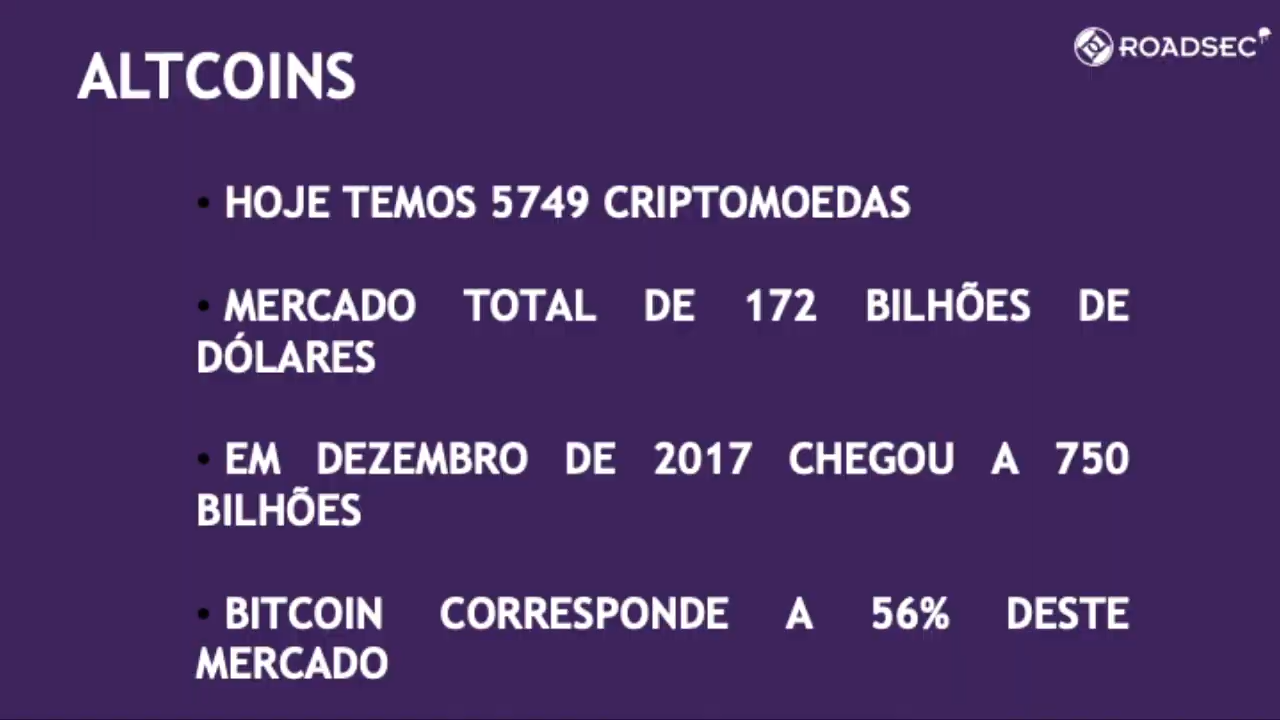 ALTCOINS
ROADSEC
• HOJE TEMOS 5749 CRIPTOMOEDAS
• MERCADO TOTAL DE 172 BILHÕES DE
DÓLARES
• EM DEZEMBRO DE 2017 CHEGOU A 750
BILHÕES
• BITCOIN CORRESPONDE A 56% DESTE
MERCADO